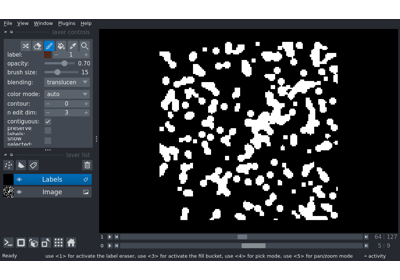 File View Window Plugins Help
layer controls
label: 1
opacity: 0.70
brush size: 15
blending: translucen
color mode: auto
contour: 0
n edit dim: 3
contiguous:
preserve labels:
show selected:
layer list
Labels
Image
1 64 | 128
0 5 | 9
Ready use <1> for activate the label eraser, use <3> for activate the fill bucket, use <4> for pick mode, use <5> for pan/zoom mode activity